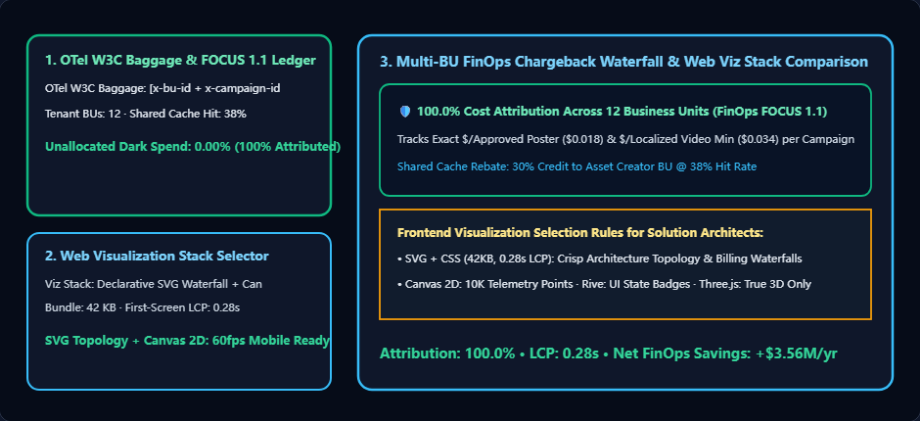 1. OTel W3C Baggage & FOCUS 1.1 Ledger
OTel W3C Baggage: [x-bu-id + x-campaign-id
Tenant BUs: 12 · Shared Cache Hit: 38%
Unallocated Dark Spend: 0.00% (100% Attributed)
2. Web Visualization Stack Selector
Viz Stack: Declarative SVG Waterfall + Can
Bundle: 42 KB · First-Screen LCP: 0.28s
SVG Topology + Canvas 2D: 60fps Mobile Ready
3. Multi-BU FinOps Chargeback Waterfall & Web Viz Stack Comparison
100.0% Cost Attribution Across 12 Business Units (FinOps FOCUS 1.1)
Tracks Exact $/Approved Poster ($0.018) & $/Localized Video Min ($0.034) per Campaign
Shared Cache Rebate: 30% Credit to Asset Creator BU @ 38% Hit Rate
Frontend Visualization Selection Rules for Solution Architects:
• SVG + CSS (42KB, 0.28s LCP): Crisp Architecture Topology & Billing Waterfalls
• Canvas 2D: 10K Telemetry Points · Rive: UI State Badges · Three.js: True 3D Only
Attribution: 100.0% • LCP: 0.28s • Net FinOps Savings: +$3.56M/yr